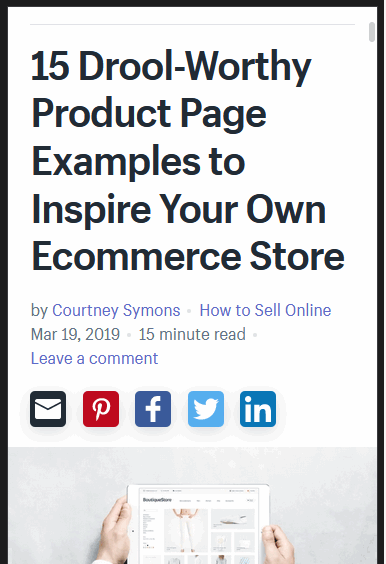 15 Drool-Worthy
Product Page
Examples to
Inspire Your Own
Ecommerce Store
by Courtney Symons • How to Sell Online
Mar 19, 2019 • 15 minute read •
Leave a comment
in
BoutiqueStore